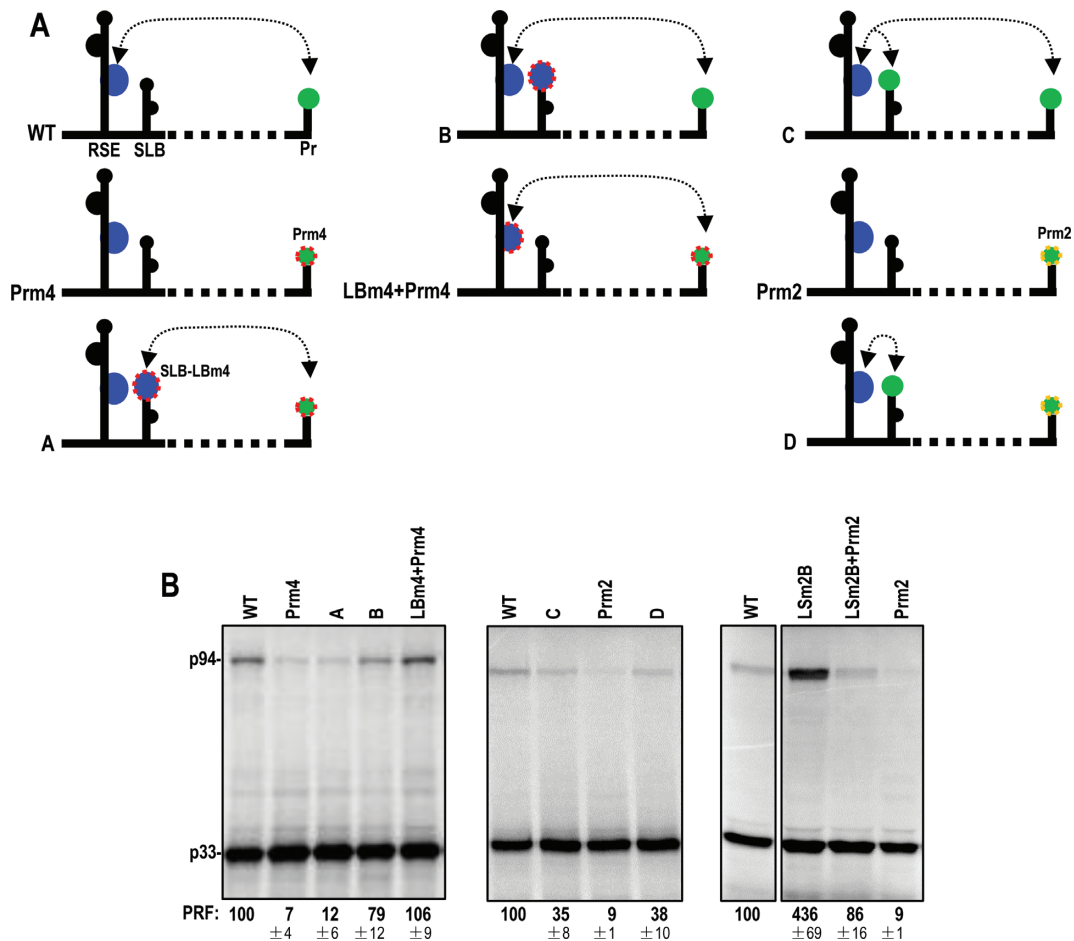 A
WT
RSE
SLB
Pr
B
C
Prm4
Prm4
LBm4+Prm4
Prm2
Prm2
SLB-LBm4
A
D
B
WT
Prm4
A
B
LBm4+Prm4
WT
C
Prm2
D
WT
LSm2B
LSm2B+Prm2
Prm2
p94-
p33-
PRF: 100 7 12 79 106 100 35 9 38 100 436 86 9
±4 ±6 ±12 ±9 ±8 ±1 ±10 ±69 ±16 ±1